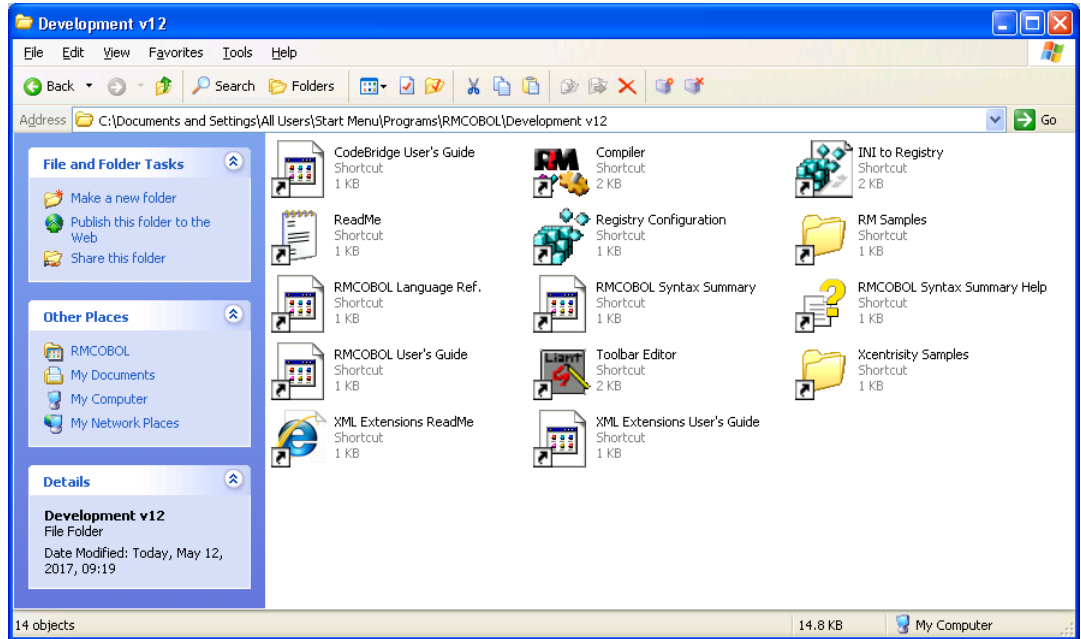 Development v12
File Edit View Favorites Tools Help
Back Search Folders
Address C:\Documents and Settings\All Users\Start Menu\Programs\RMCOBOL\Development v12 Go
File and Folder Tasks
Make a new folder
Publish this folder to the
Web
Share this folder
Other Places
RMCOBOL
My Documents
My Computer
My Network Places
Details
Development v12
File Folder
Date Modified: Today, May 12,
2017, 09:19
CodeBridge User's Guide
Shortcut
1 KB
RM
Compiler
Shortcut
2 KB
INI to Registry
Shortcut
2 KB
ReadMe
Shortcut
1 KB
Registry Configuration
Shortcut
1 KB
RM Samples
Shortcut
1 KB
RMCOBOL Language Ref.
Shortcut
1 KB
RMCOBOL Syntax Summary
Shortcut
1 KB
RMCOBOL Syntax Summary Help
Shortcut
1 KB
RMCOBOL User's Guide
Shortcut
1 KB
Liant
Toolbar Editor
Shortcut
2 KB
Xcentrisity Samples
Shortcut
1 KB
XML Extensions ReadMe
Shortcut
1 KB
XML Extensions User's Guide
Shortcut
1 KB
14 objects 14.8 KB My Computer